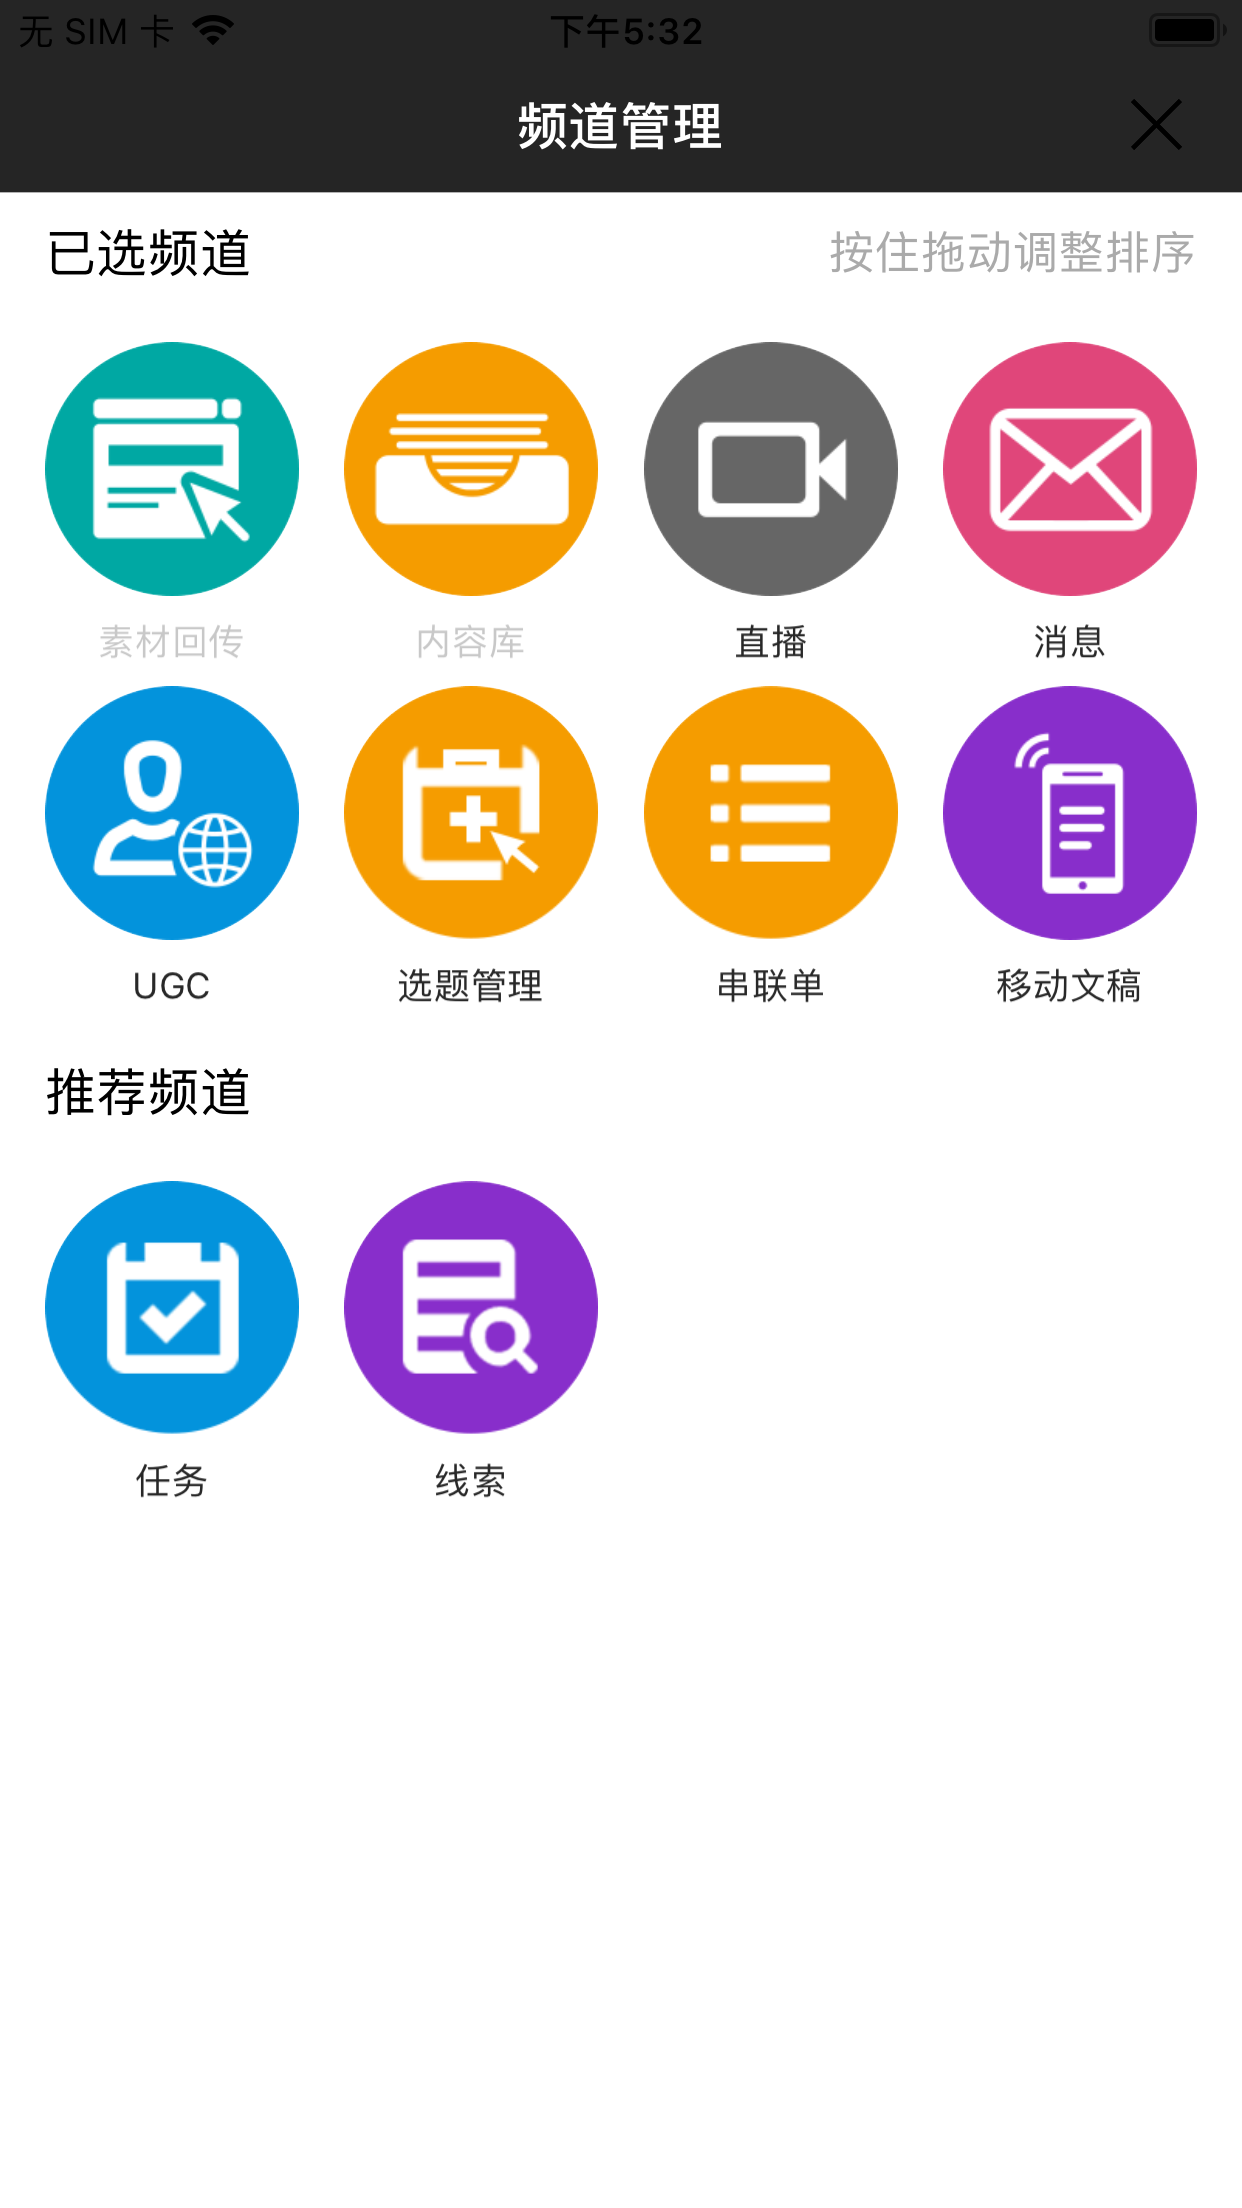 无 SIM 卡 下午5:32
频道管理
已选频道 按住拖动调整排序
素材回传 内容库 直播 消息
UGC 选题管理 串联单 移动文稿
推荐频道
任务 线索